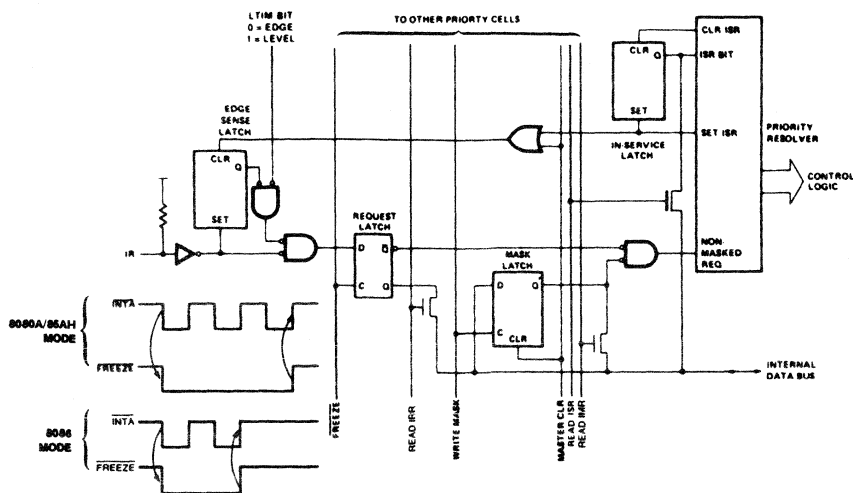 LTIM BIT
0 = EDGE
1 = LEVEL
TO OTHER PRIORTY CELLS
CLR ISR
CLR
Q
ISR BIT
SET
SET ISR
IN-SERVICE
LATCH
PRIORITY
RESOLVER
CONTROL
LOGIC
EDGE
SENSE
LATCH
CLR
Q
SET
REQUEST
LATCH
IR
D
Q
C
Q
MASK
LATCH
D
Q
C
CLR
NON-
MASKED
REQ
8080A/85AH
MODE
INTA
FREEZE
8086
MODE
INTA
FREEZE
INTERNAL
DATA BUS
FREEZE
READ IRR
WRITE MASK
MASTER CLR
READ ISR
READ IMR